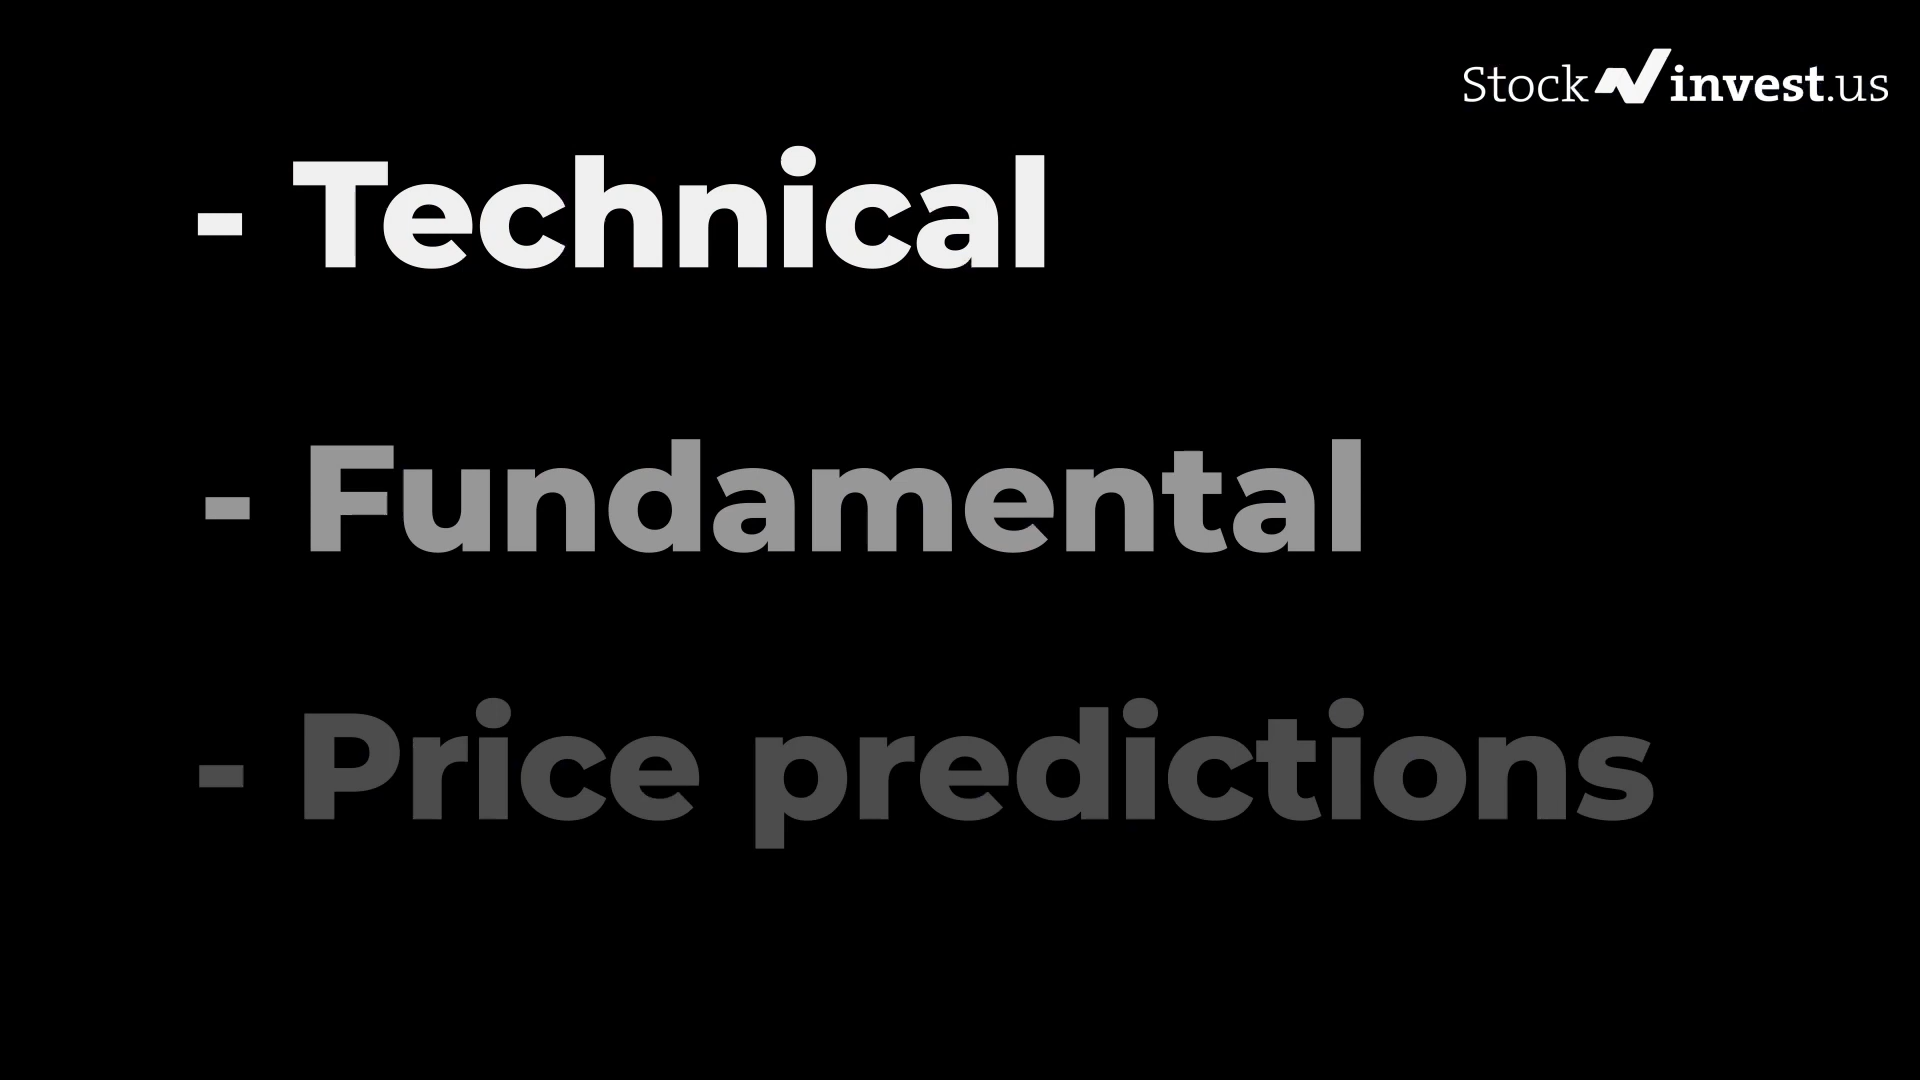 Stock invest.us
- Technical
- Fundamental
- Price predictions